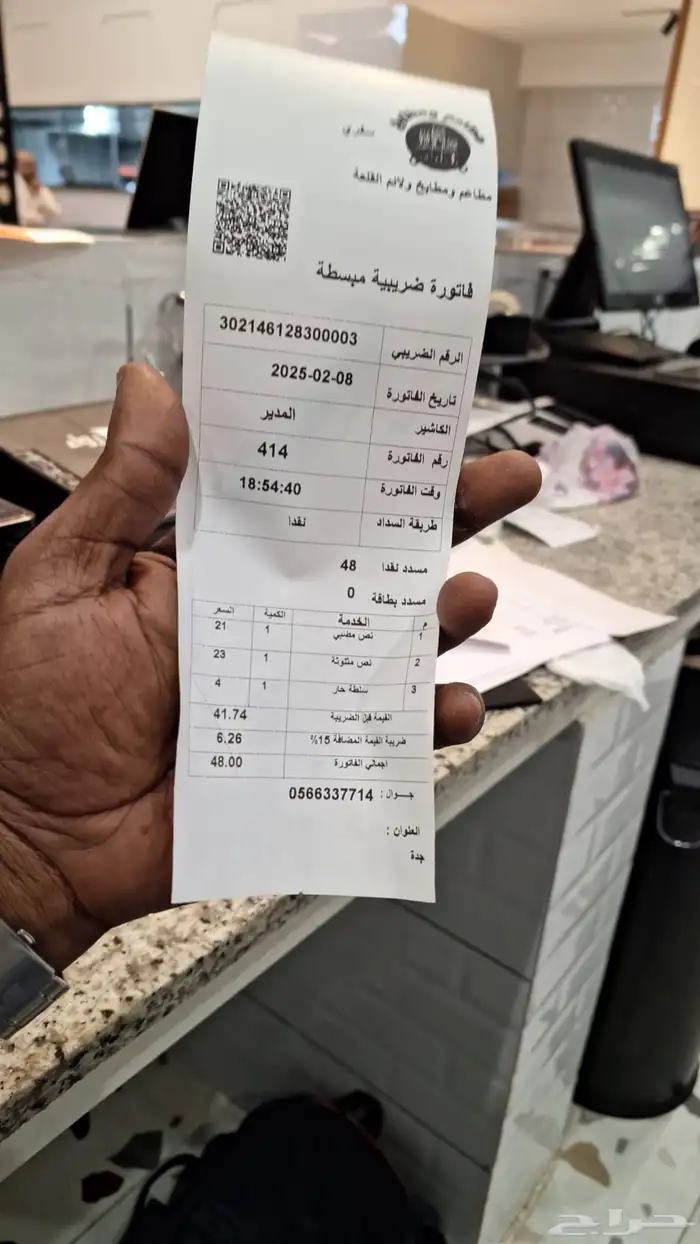 سفري
مطاعم ومطابخ ولائم القلعة
فاتورة ضريبية مبسطة
الرقم الضريبي 302146128300003
تاريخ الفاتورة 2025-02-08
الكاشير المدير
رقم الفاتورة 414
وقت الفاتورة 18:54:40
طريقة السداد نقدا
مسدد نقدا 48
مسدد بطاقة 0
م الخدمة الكمية السعر
1 نص مضبي 1 21
2 نص مثلوثة 1 23
3 سلطة حار 1 4
القيمة قبل الضريبة 41.74
ضريبة القيمة المضافة 15% 6.26
اجمالي الفاتورة 48.00
جـــوال : 0566337714
العنوان :
جدة
حراج